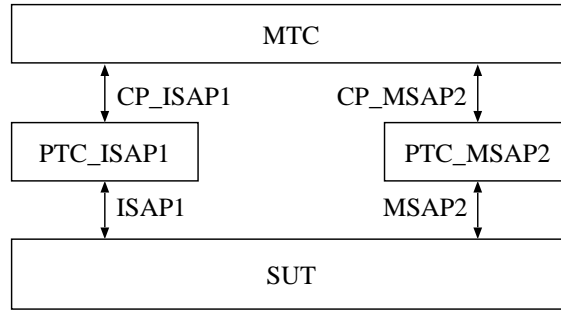 MTC
CP_ISAP1 CP_MSAP2
PTC_ISAP1 PTC_MSAP2
ISAP1 MSAP2
SUT